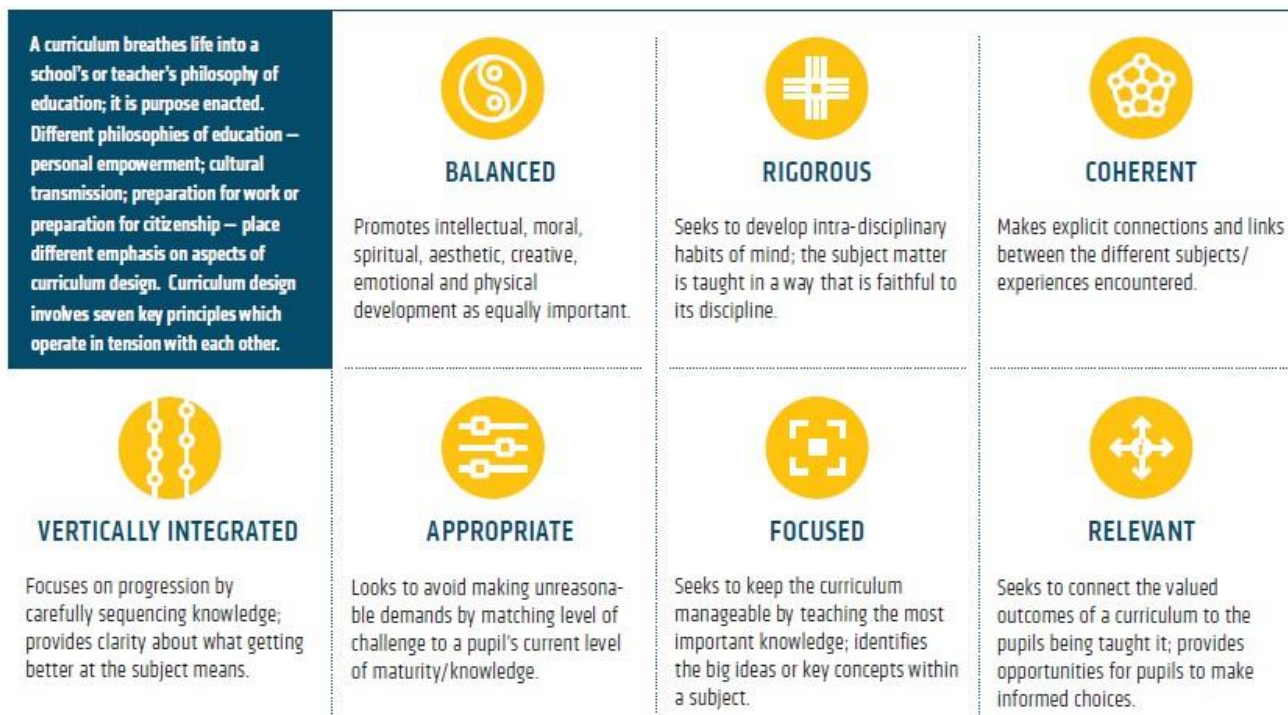 A curriculum breathes life into a
school's or teacher's philosophy of
education; it is purpose enacted.
Different philosophies of education –
personal empowerment; cultural
transmission; preparation for work or
preparation for citizenship – place
different emphasis on aspects of
curriculum design. Curriculum design
involves seven key principles which
operate in tension with each other.
BALANCED
Promotes intellectual, moral,
spiritual, aesthetic, creative,
emotional and physical
development as equally important.
RIGOROUS
Seeks to develop intra-disciplinary
habits of mind; the subject matter
is taught in a way that is faithful to
its discipline.
COHERENT
Makes explicit connections and links
between the different subjects/
experiences encountered.
VERTICALLY INTEGRATED
Focuses on progression by
carefully sequencing knowledge;
provides clarity about what getting
better at the subject means.
APPROPRIATE
Looks to avoid making unreasona-
ble demands by matching level of
challenge to a pupil's current level
of maturity/knowledge.
FOCUSED
Seeks to keep the curriculum
manageable by teaching the most
important knowledge; identifies
the big ideas or key concepts within
a subject.
RELEVANT
Seeks to connect the valued
outcomes of a curriculum to the
pupils being taught it; provides
opportunities for pupils to make
informed choices.